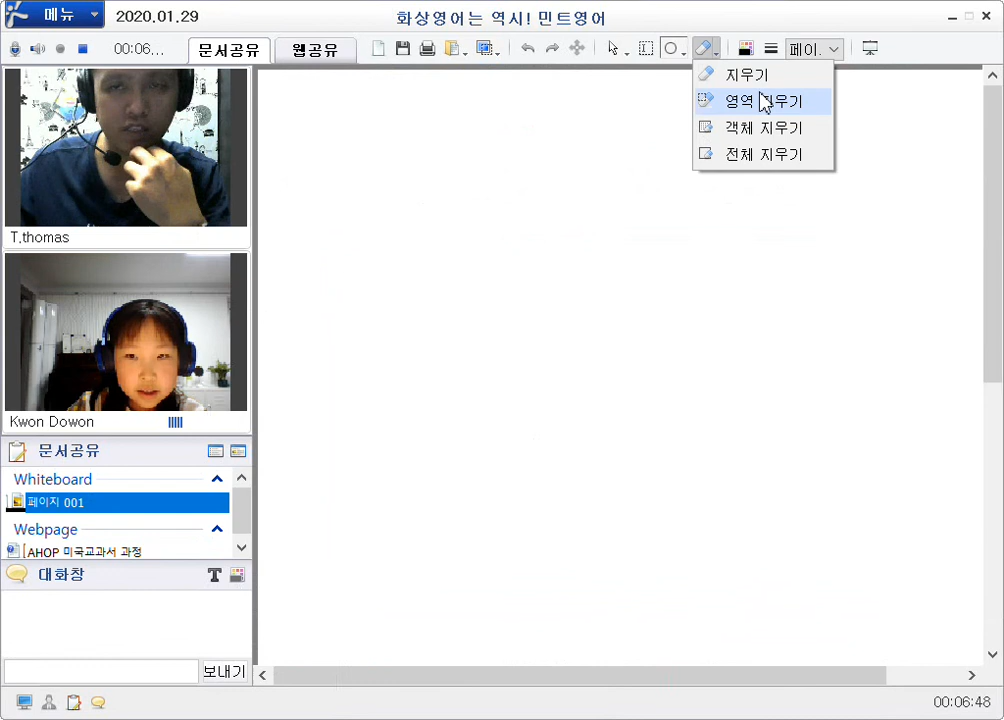 메뉴 2020.01.29 화상영어는 역시! 민트영어
00:06... 문서공유 웹공유 페이.
지우기
영역 지우기
객체 지우기
전체 지우기
T.thomas
Kwon Dowon
문서공유
Whiteboard
페이지 001
Webpage
[AHOP 미국교과서 과정
대화창
T
보내기
00:06:48